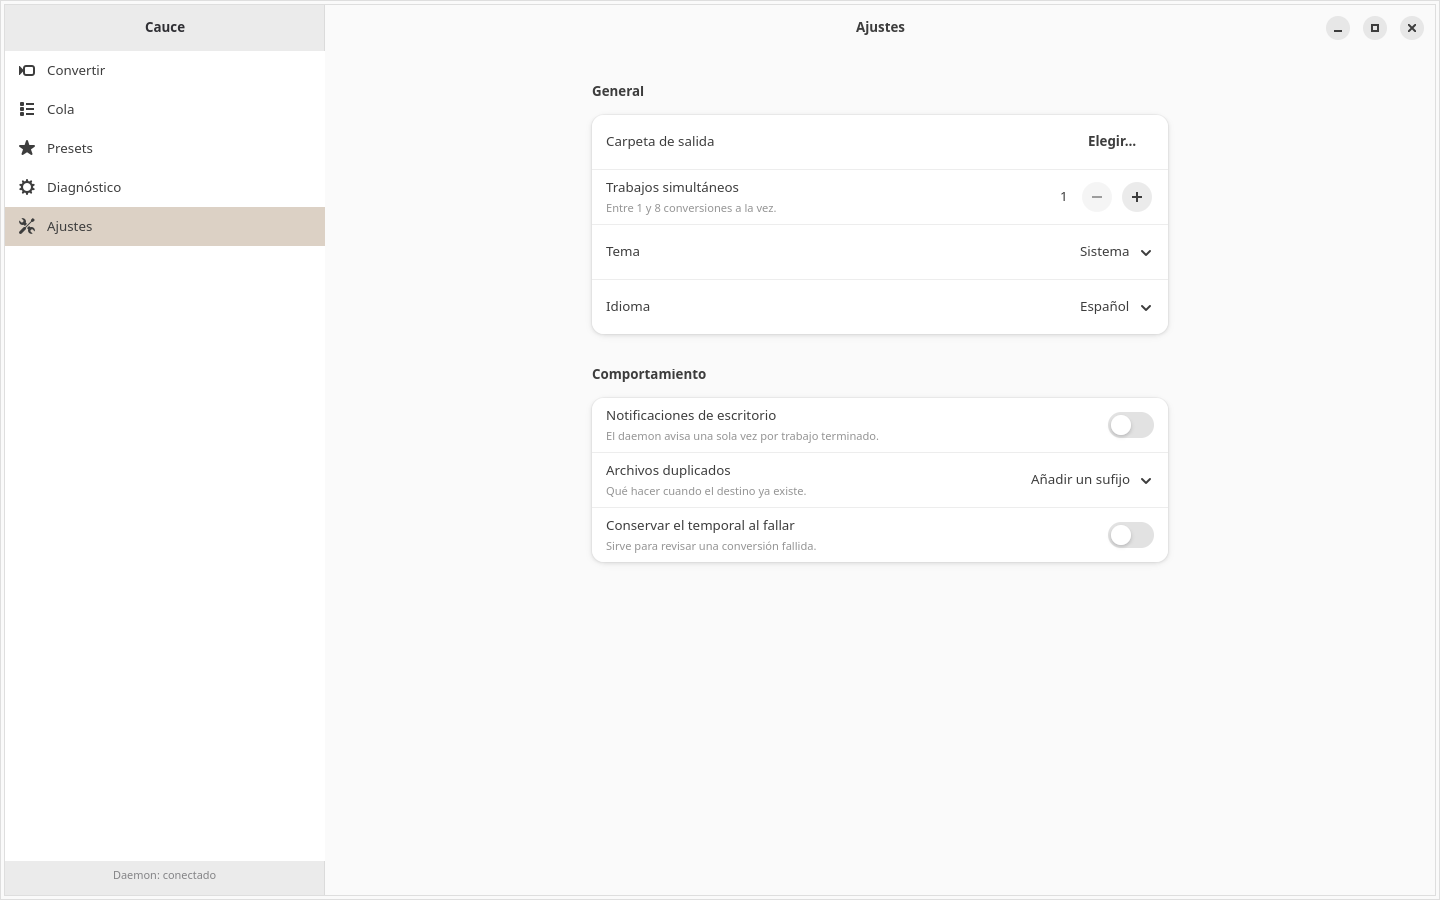 Cauce
Ajustes
Convertir
Cola
Presets
Diagnóstico
Ajustes
General
Carpeta de salida
Elegir...
Trabajos simultáneos
Entre 1 y 8 conversiones a la vez.
1
Tema
Sistema
Idioma
Español
Comportamiento
Notificaciones de escritorio
El daemon avisa una sola vez por trabajo terminado.
Archivos duplicados
Qué hacer cuando el destino ya existe.
Añadir un sufijo
Conservar el temporal al fallar
Sirve para revisar una conversión fallida.
Daemon: conectado